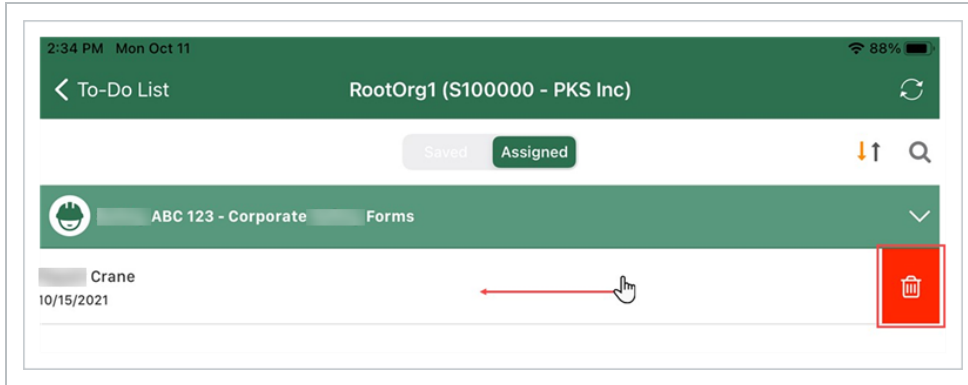 2:34 PM Mon Oct 11 88%
To-Do List RootOrg1 (S100000 - PKS Inc)
Saved Assigned
ABC 123 - Corporate Forms
Crane
10/15/2021